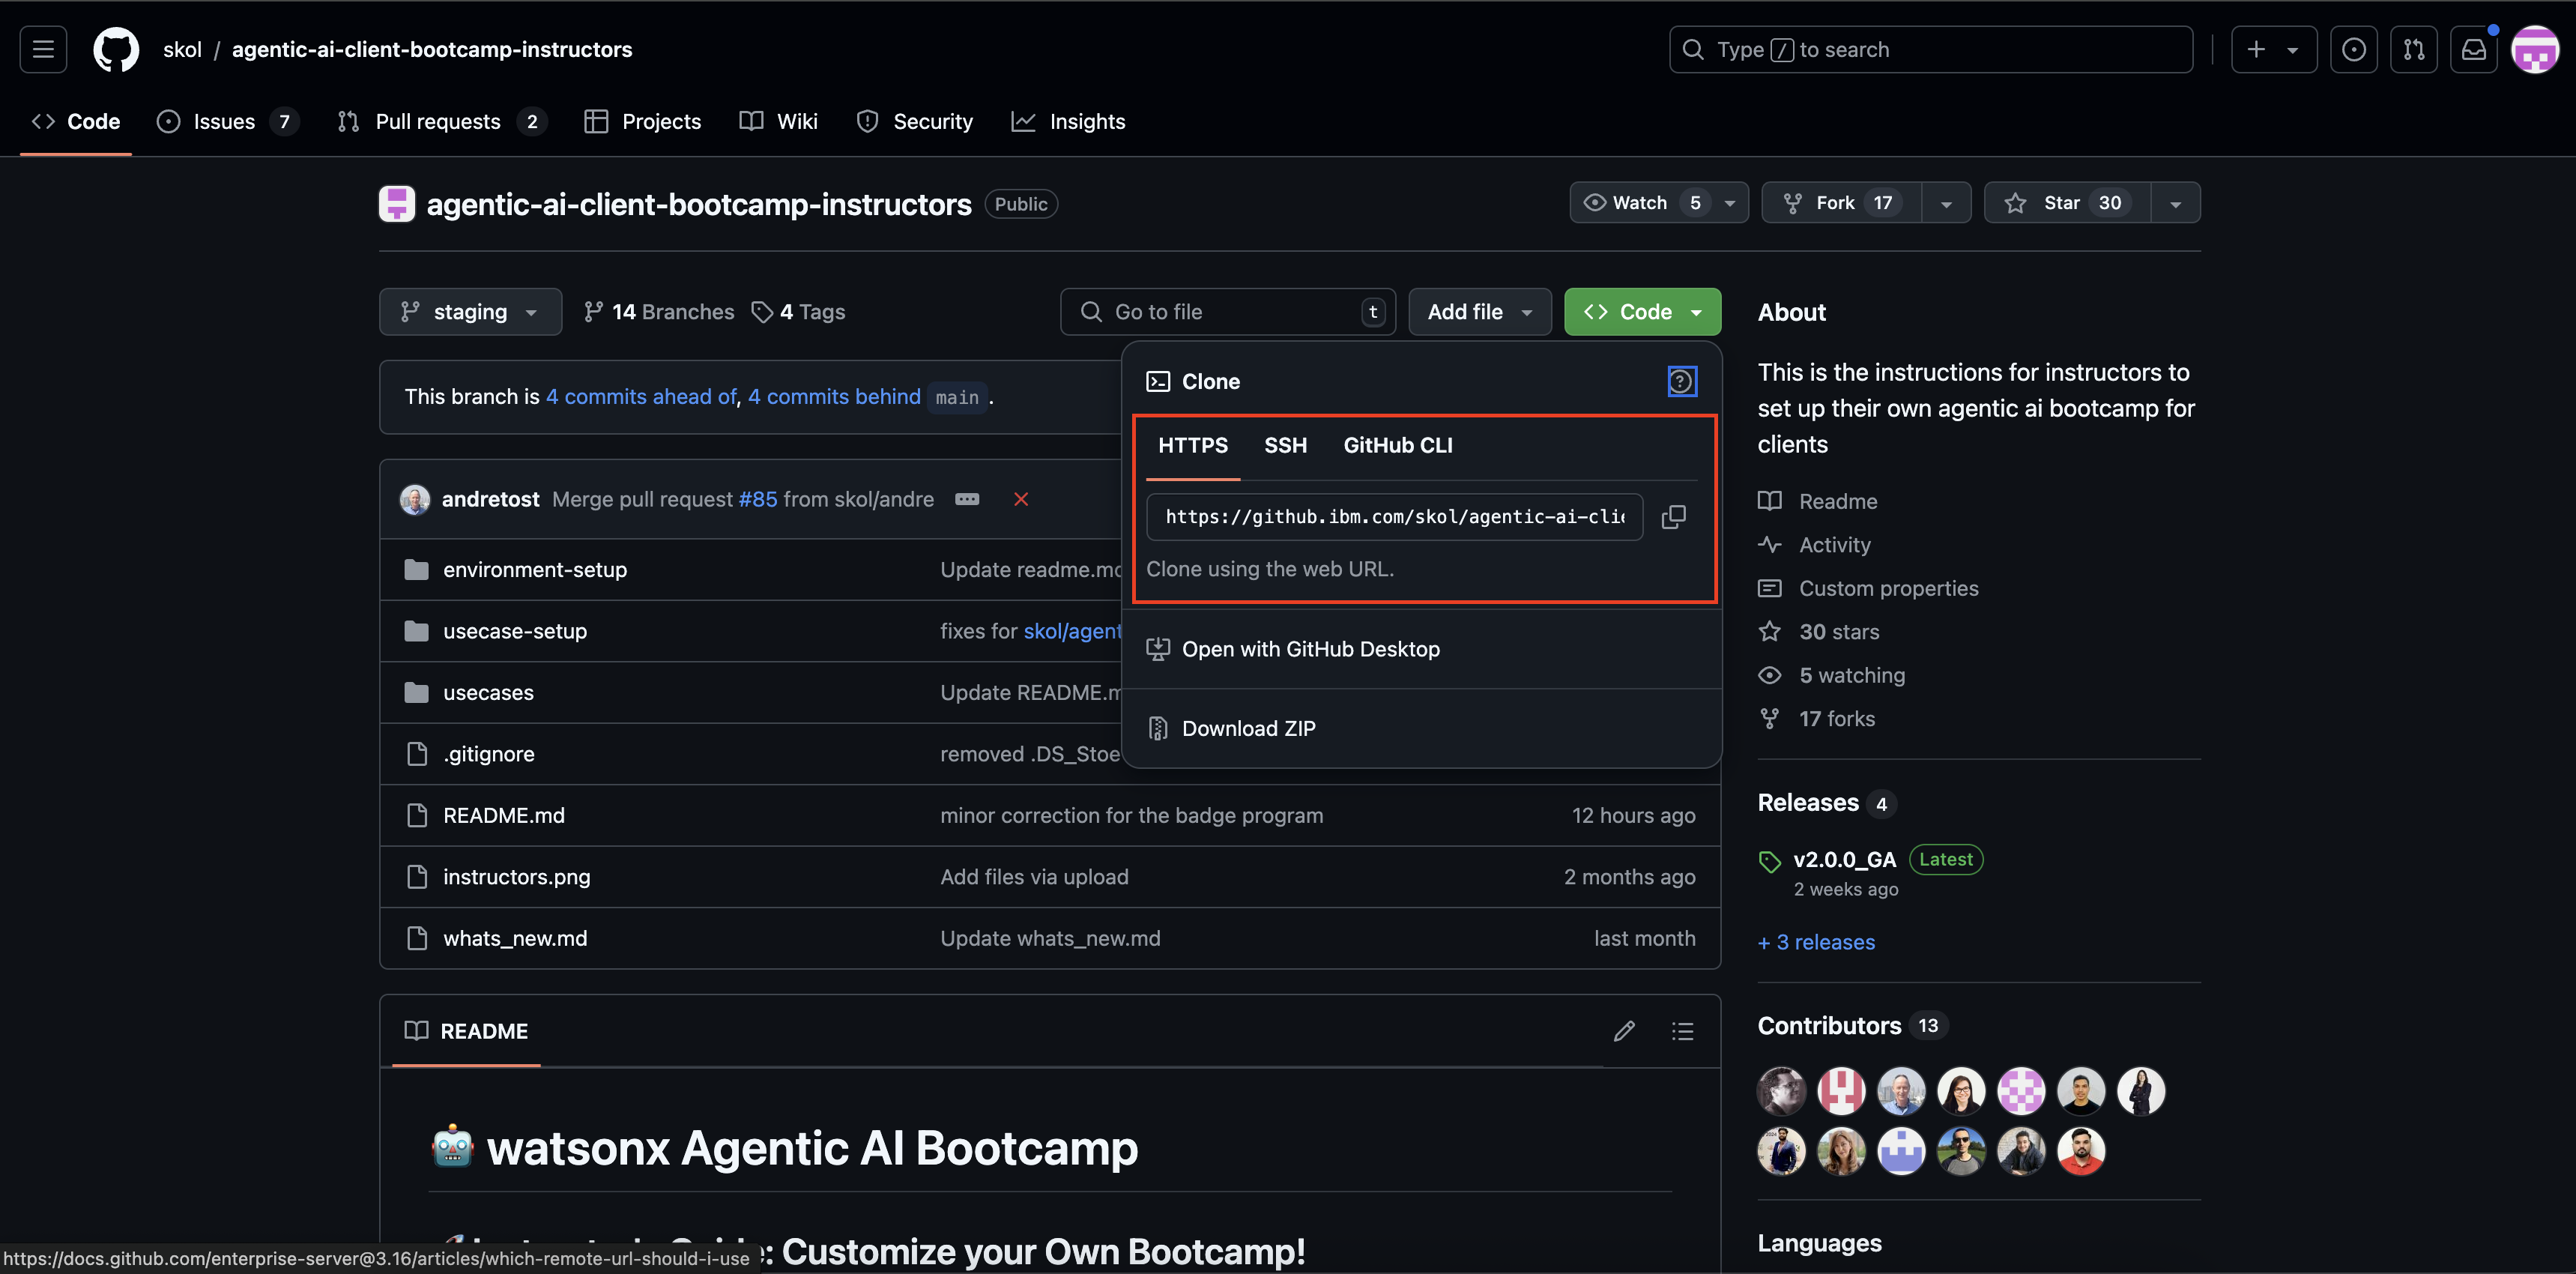 skol / agentic-ai-client-bootcamp-instructors
Type / to search
Code
Issues 7
Pull requests 2
Projects
Wiki
Security
Insights
agentic-ai-client-bootcamp-instructors Public
Watch 5
Fork 17
Star 30
staging
14 Branches
4 Tags
Go to file t
Add file
Code
This branch is 4 commits ahead of, 4 commits behind main .
Clone
HTTPS SSH GitHub CLI
https://github.ibm.com/skol/agentic-ai-clie
Clone using the web URL.
Open with GitHub Desktop
Download ZIP
andretost Merge pull request #85 from skol/andre
environment-setup Update readme.md
usecase-setup fixes for skol/agent
usecases Update README.m
.gitignore removed .DS_Stoe
README.md minor correction for the badge program 12 hours ago
instructors.png Add files via upload 2 months ago
whats_new.md Update whats_new.md last month
README
watsonx Agentic AI Bootcamp
: Customize your Own Bootcamp!
https://docs.github.com/enterprise-server@3.16/articles/which-remote-url-should-i-use
About
This is the instructions for instructors to
set up their own agentic ai bootcamp for
clients
Readme
Activity
Custom properties
30 stars
5 watching
17 forks
Releases 4
v2.0.0_GA Latest
2 weeks ago
+ 3 releases
Contributors 13
Languages